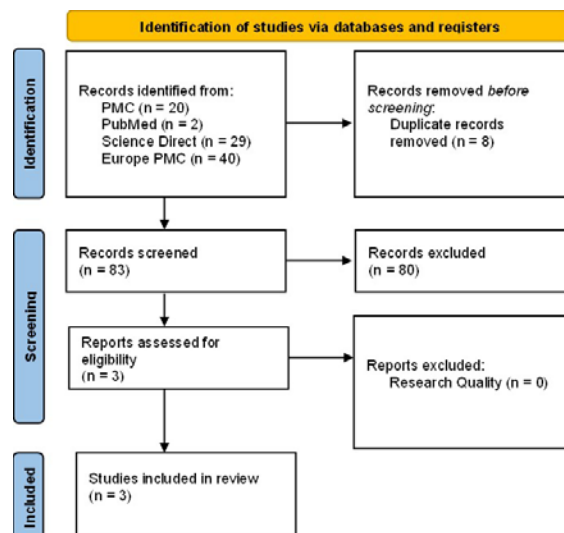 Identification of studies via databases and registers
Identification
Records identified from:
PMC (n = 20)
PubMed (n = 2)
Science Direct (n = 29)
Europe PMC (n = 40)
Records removed before
screening:
Duplicate records
removed (n = 8)
Screening
Records screened
(n = 83)
Records excluded
(n = 80)
Reports assessed for
eligibility
(n = 3)
Reports excluded:
Research Quality (n = 0)
Included
Studies included in review
(n = 3)